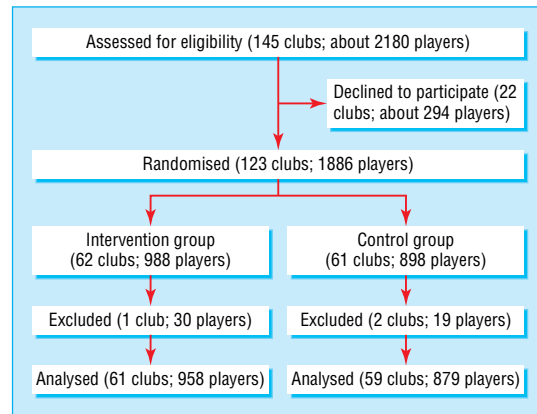 Assessed for eligibility (145 clubs; about 2180 players)
Declined to participate (22
clubs; about 294 players)
Randomised (123 clubs; 1886 players)
Intervention group
(62 clubs; 988 players)
Control group
(61 clubs; 898 players)
Excluded (1 club; 30 players)
Excluded (2 clubs; 19 players)
Analysed (61 clubs; 958 players)
Analysed (59 clubs; 879 players)